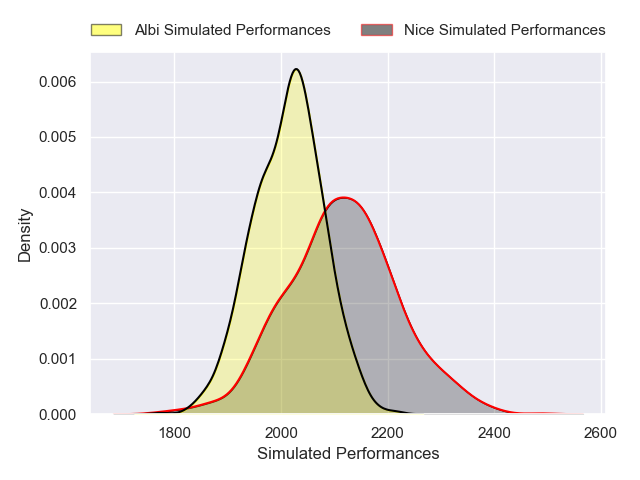 Albi Simulated Performances Nice Simulated Performances
0.006
0.005
0.004
0.003
0.002
0.001
0.000
Density
1800 2000 2200 2400 2600
Simulated Performances